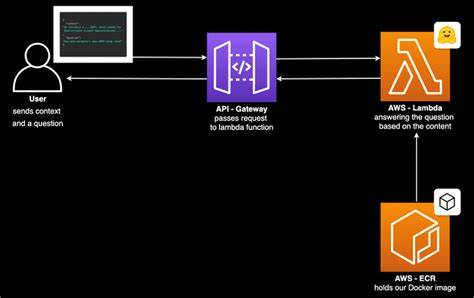 User
sends context
and a question
API - Gateway
passes request
to lambda function
AWS - Lambda
answering the question
based on the content
AWS - ECR
holds our Docker image